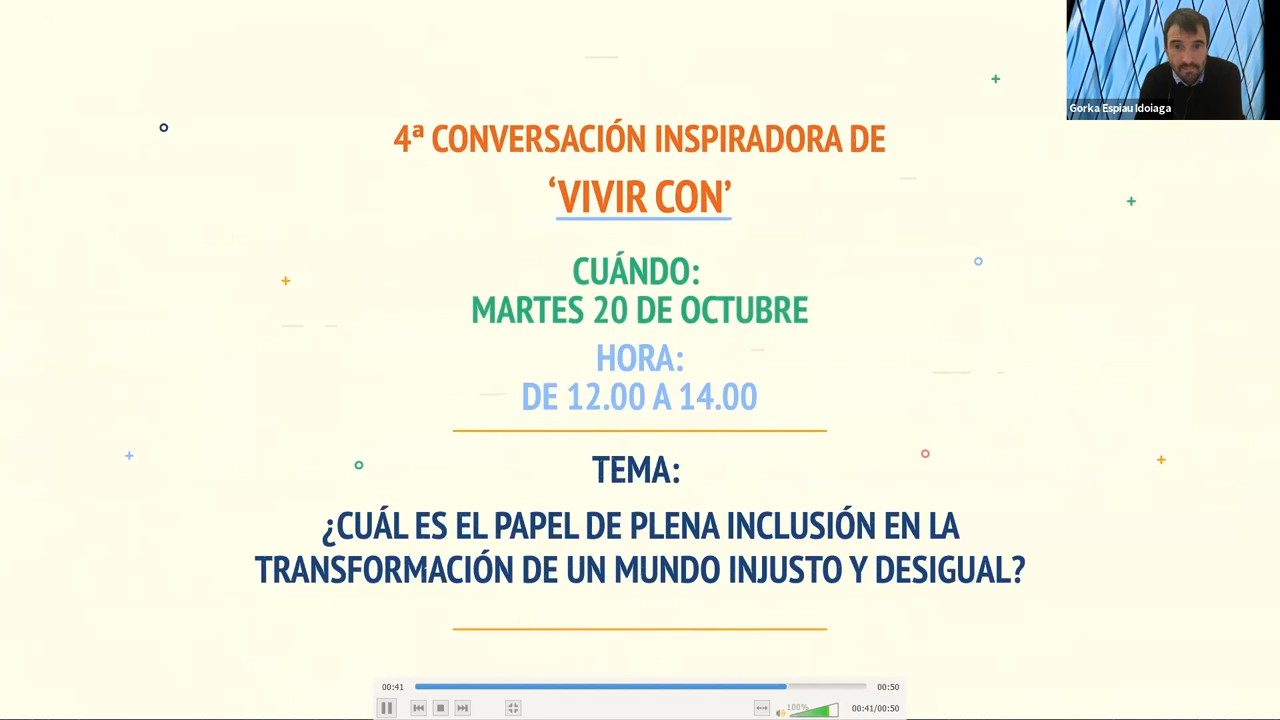 Gorka Espiau Idoiaga
4ª CONVERSACIÓN INSPIRADORA DE
‘VIVIR CON’
CUÁNDO:
MARTES 20 DE OCTUBRE
HORA:
DE 12.00 A 14.00
TEMA:
¿CUÁL ES EL PAPEL DE PLENA INCLUSIÓN EN LA
TRANSFORMACIÓN DE UN MUNDO INJUSTO Y DESIGUAL?
00:41
00:50
100%
00:41/00:50